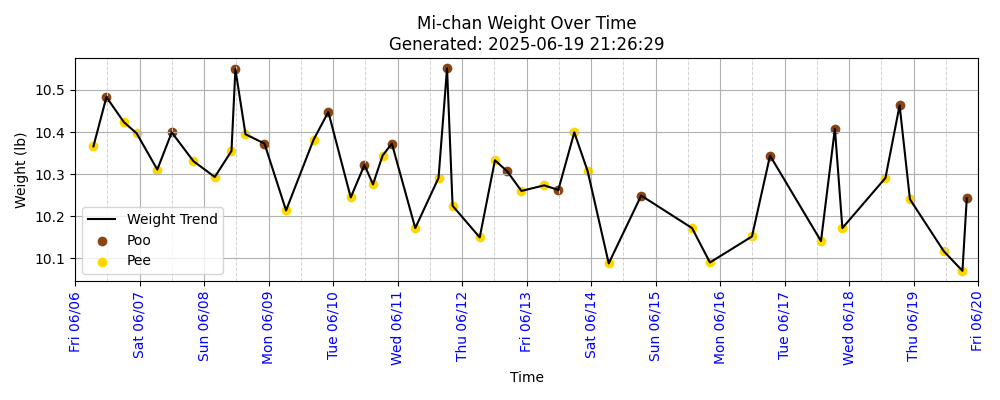 Mi-chan Weight Over Time
Generated: 2025-06-19 21:26:29
Weight (lb)
10.5
10.4
10.3
10.2
10.1
Weight Trend
Poo
Pee
Fri 06/06
Sat 06/07
Sun 06/08
Mon 06/09
Tue 06/10
Wed 06/11
Thu 06/12
Fri 06/13
Sat 06/14
Sun 06/15
Mon 06/16
Tue 06/17
Wed 06/18
Thu 06/19
Fri 06/20
Time